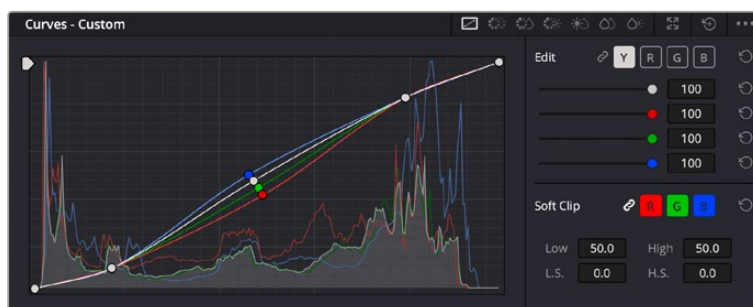 Curves - Custom
Edit Y R G B
100
100
100
100
Soft Clip R G B
Low 50.0 High 50.0
L.S. 0.0 H.S. 0.0